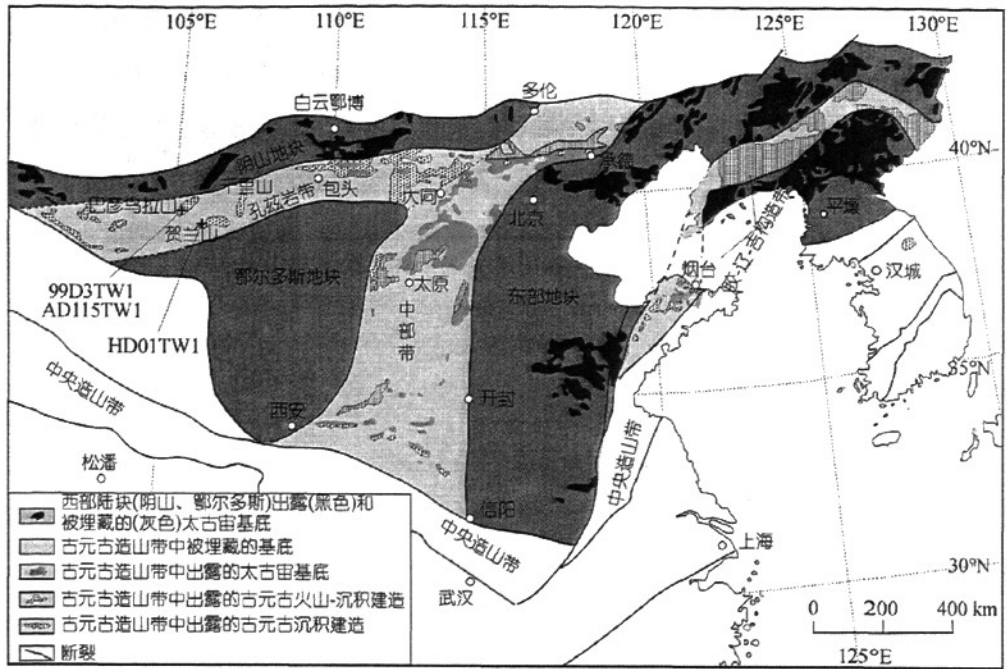 105°E 110°E 115°E 120°E 125°E 130°E
多伦
白云鄂博
阴山地块
承德
40°N
千里山
包头
大同
巴彦乌拉山
孔兹岩带
北京
平壤
贺兰山
胶-辽-吉构造带
鄂尔多斯地块
烟台
汉城
太原
东部地块
99D3TW1
AD115TW1
中部带
HD01TW1
35°N
中央造山带
开封
西安
中央造山带
松潘
信阳
中央造山带
上海
武汉
30°N
0 200 400 km
125°E
西部陆块(阴山、鄂尔多斯)出露(黑色)和
被埋藏的(灰色)太古宙基底
古元古造山带中被埋藏的基底
古元古造山带中出露的太古宙基底
古元古造山带中出露的古元古火山-沉积建造
古元古造山带中出露的古元古沉积建造
断裂